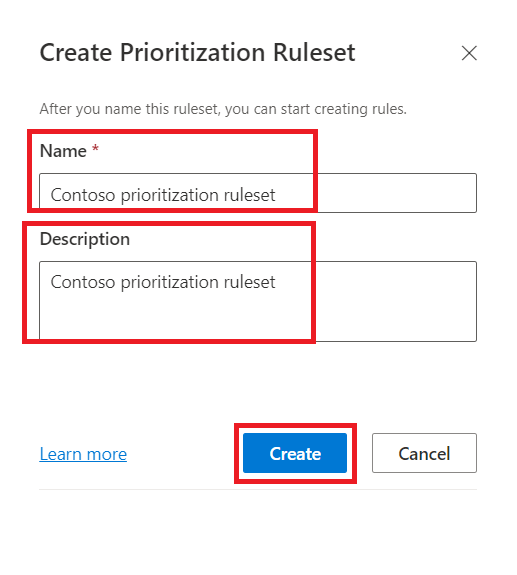 Create Prioritization Ruleset
After you name this ruleset, you can start creating rules.
Name *
Contoso prioritization ruleset
Description
Contoso prioritization ruleset
Learn more
Create
Cancel